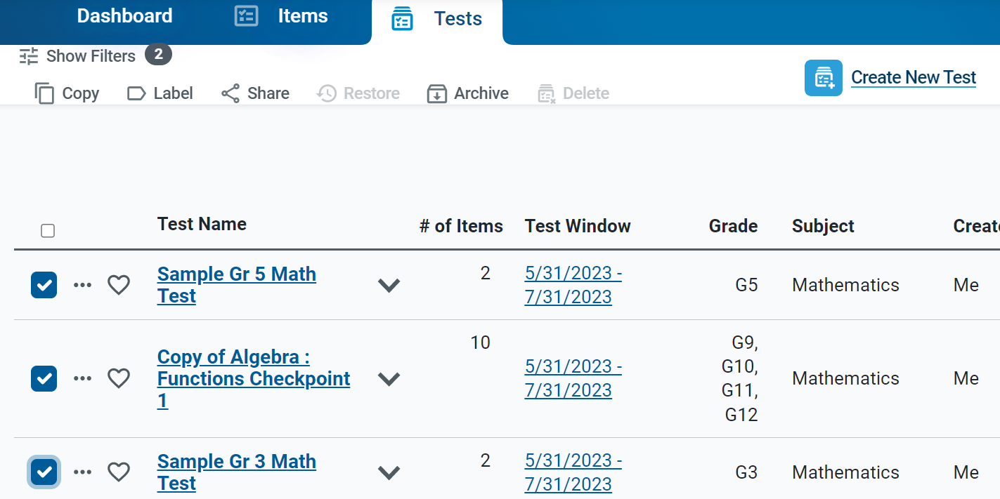 Dashboard Items Tests
Show Filters 2
Create New Test
Copy Label Share Restore Archive Delete
Test Name # of Items Test Window Grade Subject Create
Sample Gr 5 Math
Test
2
5/31/2023 -
7/31/2023
G5
Mathematics
Me
Copy of Algebra :
Functions Checkpoint
1
10
5/31/2023 -
7/31/2023
G9,
G10,
G11,
G12
Mathematics
Me
Sample Gr 3 Math
Test
2
5/31/2023 -
7/31/2023
G3
Mathematics
Me